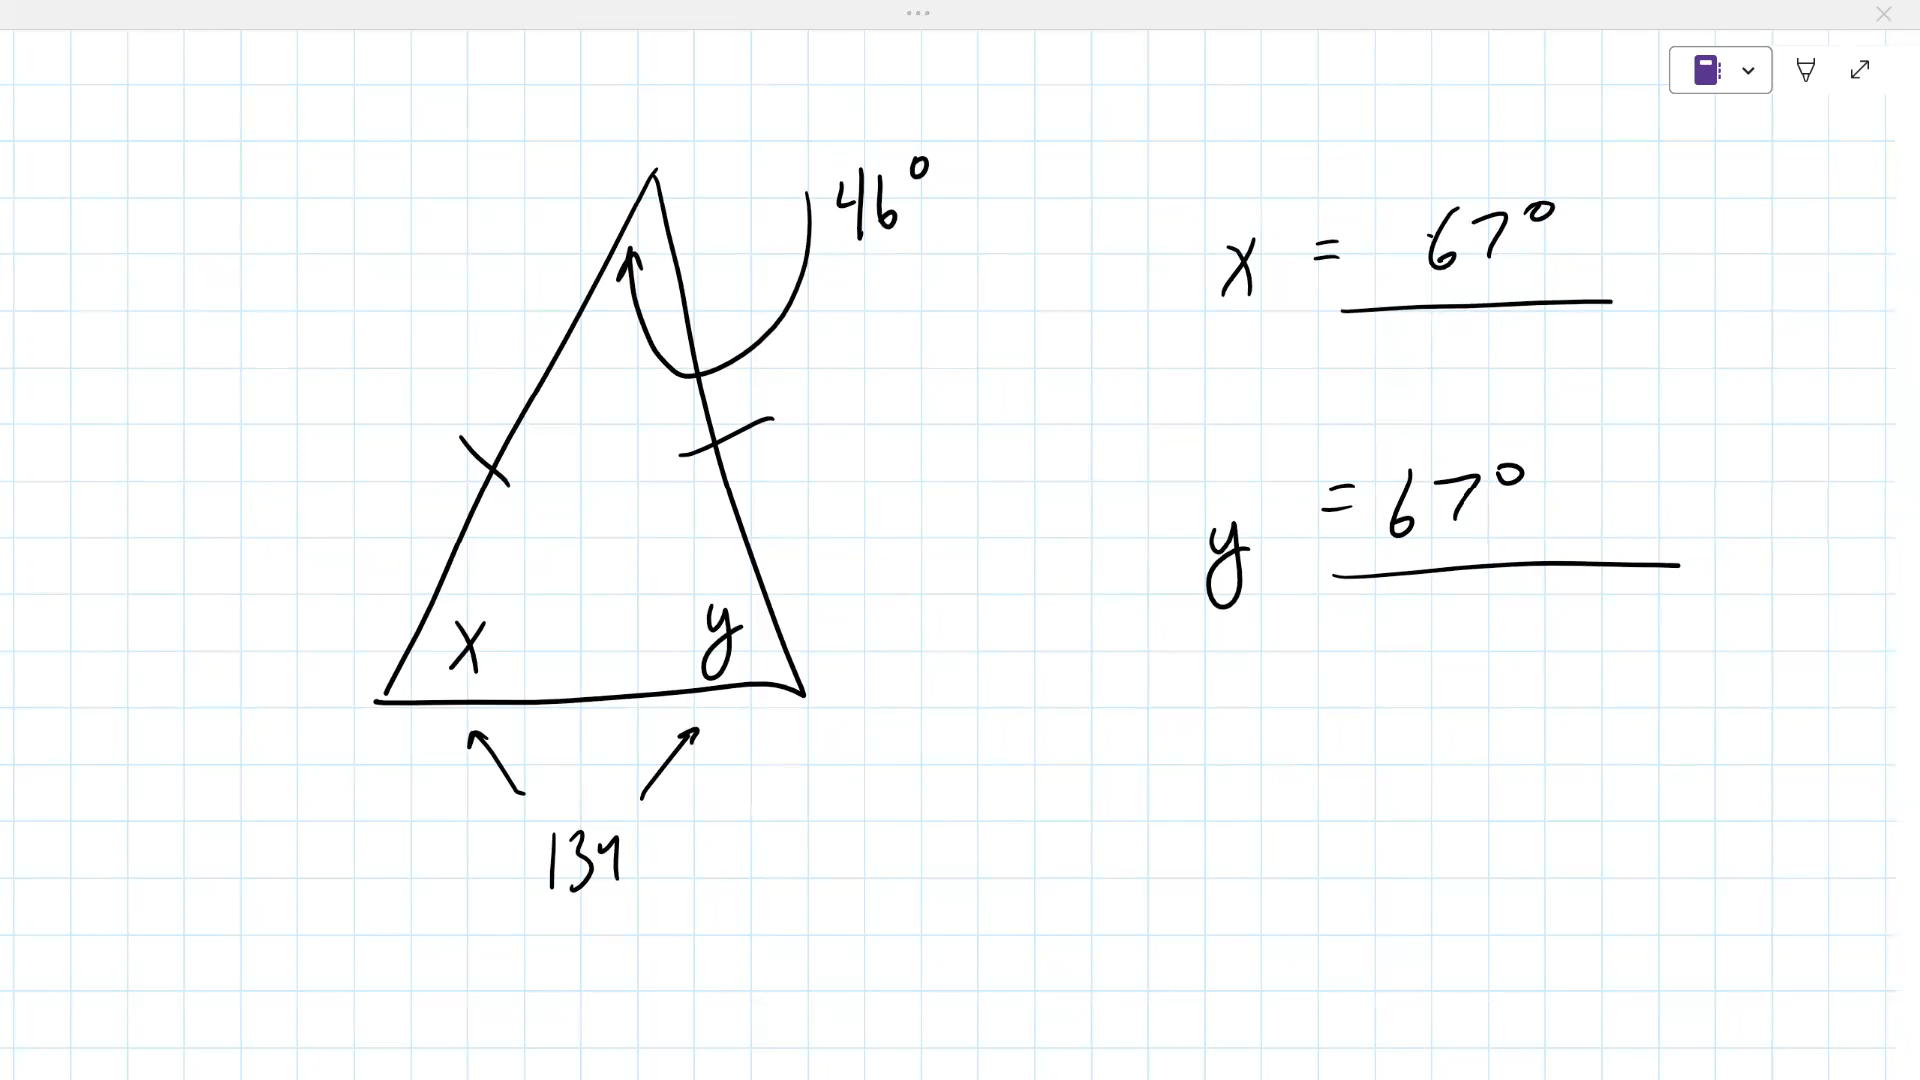 46°
x = 67°
y = 67°
x y
134